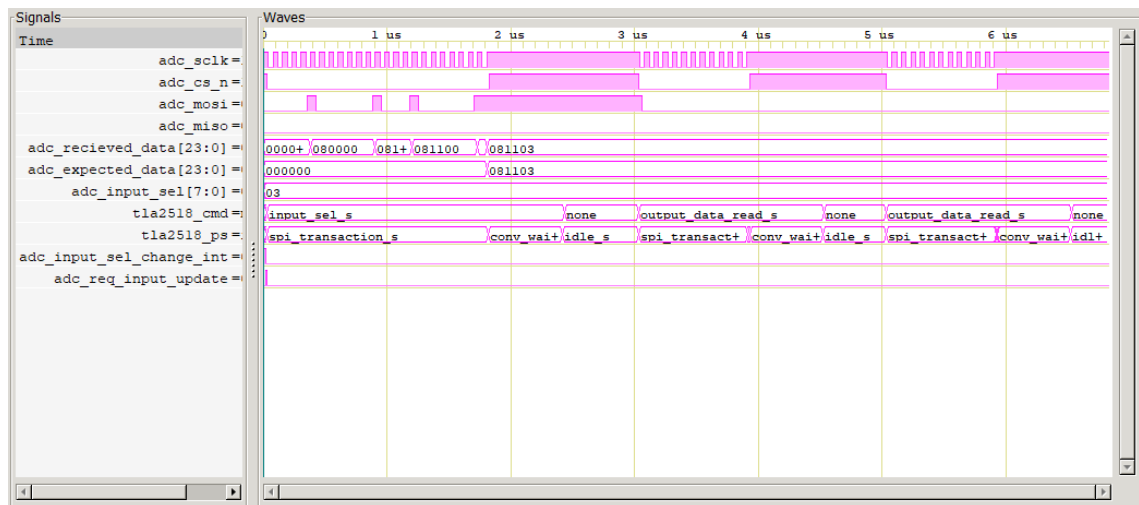 Signals
Waves
Time
0 1 us 2 us 3 us 4 us 5 us 6 us
adc_sclk =
adc_cs_n =
adc_mosi =
adc_miso =
adc_recieved_data[23:0] = 0000+ 080000 081+ 081100 081103
adc_expected_data[23:0] = 000000 081103
adc_input_sel[7:0] = 03
tla2518_cmd = input_sel_s none output_data_read_s none output_data_read_s none
tla2518_ps = spi_transaction_s conv_wai+ idle_s spi_transact+ conv_wai+ idle_s spi_transact+ conv_wai+ idl+
adc_input_sel_change_int =
adc_req_input_update =